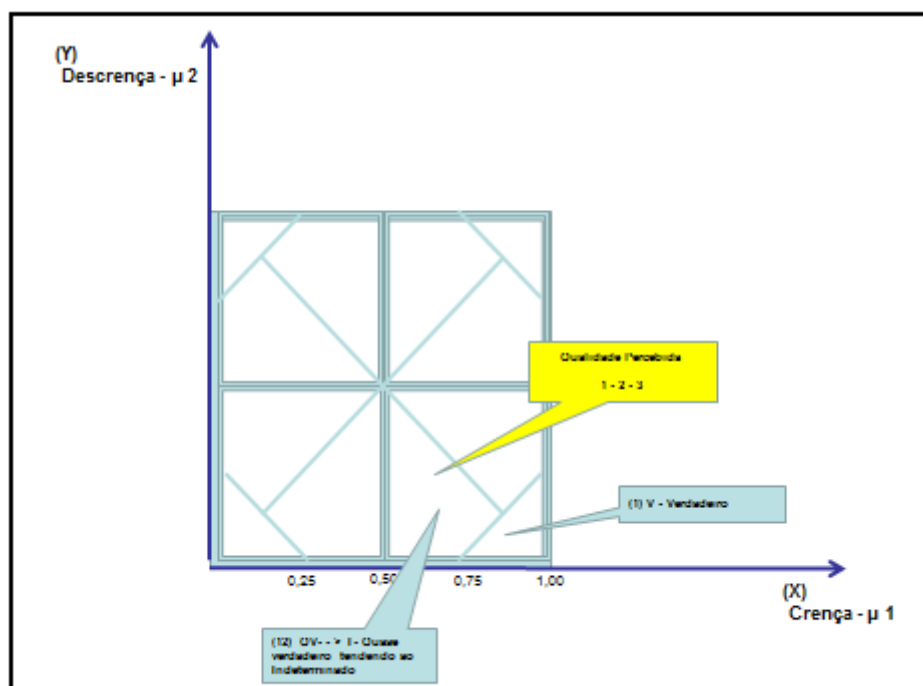 (Y)
Descrença - µ 2
Qualidade Percebida
1 - 2 - 3
(1) V - Verdadeiro
0,25
0,50
0,75
1,00
(X)
Crença - µ 1
(12) QV- - > T - Quase
verdadeiro tendendo ao
Indeterminado